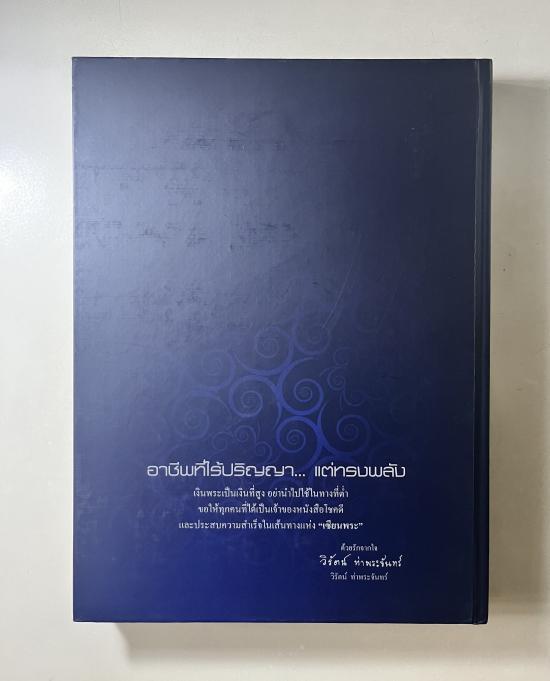 อาชีพที่ไร้ปริญญา... แต่ทรงพลัง
เงินพระเป็นเงินที่สูง อย่านำไปใช้ในทางที่ต่ำ
ขอให้ทุกคนที่ได้เป็นเจ้าของหนังสือโชคดี
และประสบความสำเร็จในเส้นทางแห่ง “เซียนพระ”
ด้วยรักจากใจ
วิรัตน์ ท่าพระจันทร์
วิรัตน์ ท่าพระจันทร์